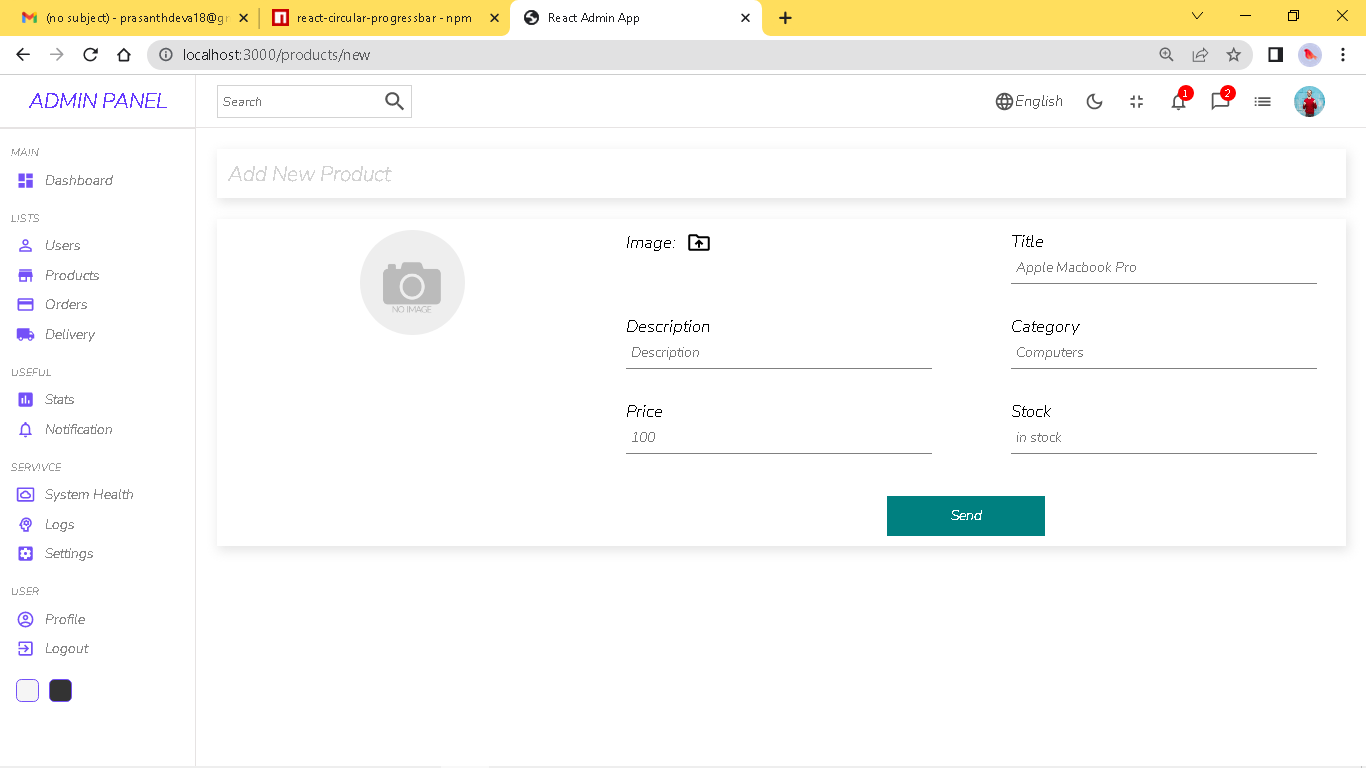 (no subject) - prasanthdeva18@g
react-circular-progressbar - npm
React Admin App
localhost:3000/products/new
ADMIN PANEL
Search
English
1
2
MAIN
Dashboard
LISTS
Users
Products
Orders
Delivery
USEFUL
Stats
Notification
SERVIVCE
System Health
Logs
Settings
USER
Profile
Logout
Add New Product
NO IMAGE
Image:
Title
Apple Macbook Pro
Description
Description
Category
Computers
Price
100
Stock
in stock
Send